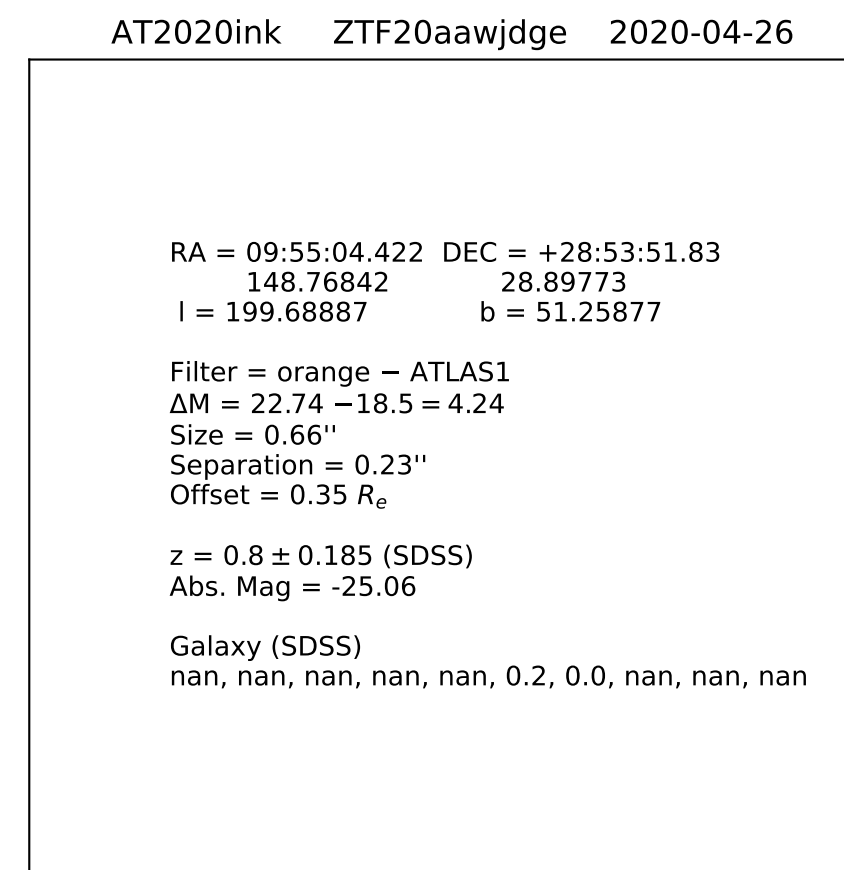 AT2020ink ZTF20aawjdge 2020-04-26
RA = 09:55:04.422 DEC = +28:53:51.83
148.76842 28.89773
l = 199.68887 b = 51.25877
Filter = orange − ATLAS1
ΔM = 22.74 −18.5 = 4.24
Size = 0.66''
Separation = 0.23''
Offset = 0.35 Rₑ
z = 0.8 ± 0.185 (SDSS)
Abs. Mag = -25.06
Galaxy (SDSS)
nan, nan, nan, nan, nan, 0.2, 0.0, nan, nan, nan